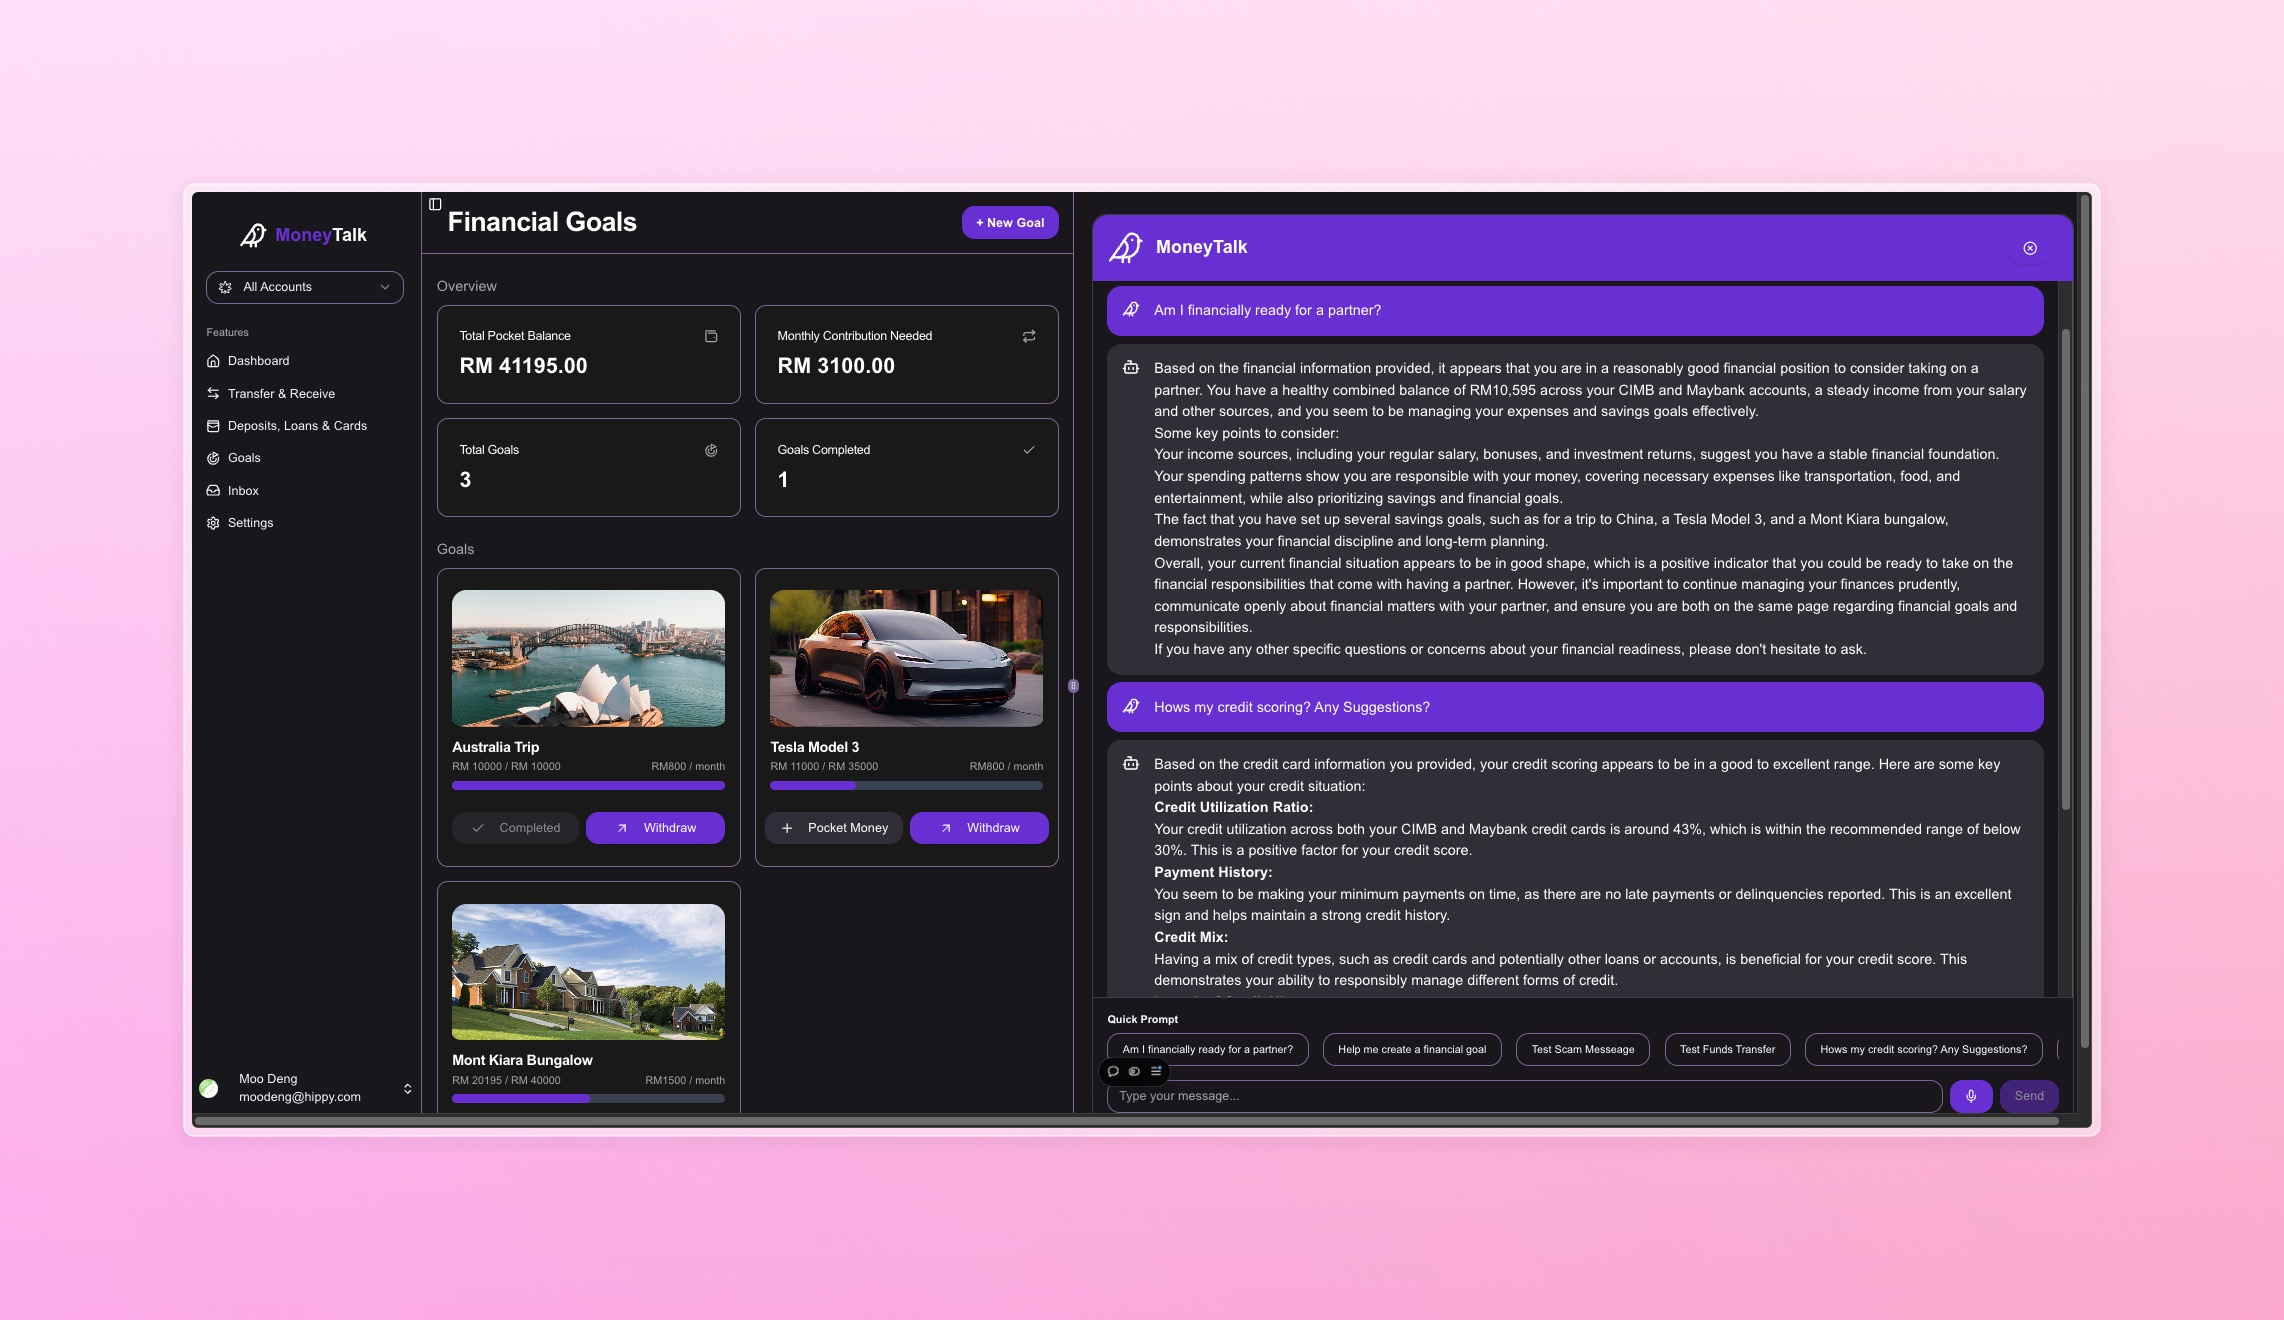 MoneyTalk
All Accounts
Features
Dashboard
Transfer & Receive
Deposits, Loans & Cards
Goals
Inbox
Settings
Moo Deng
moodeng@hippy.com
Financial Goals
+ New Goal
Overview
Total Pocket Balance
RM 41195.00
Monthly Contribution Needed
RM 3100.00
Total Goals
3
Goals Completed
1
Goals
Australia Trip
RM 10000 / RM 10000
RM800 / month
Completed
Withdraw
Tesla Model 3
RM 11000 / RM 35000
RM800 / month
Pocket Money
Withdraw
Mont Kiara Bungalow
RM 20195 / RM 40000
RM1500 / month
MoneyTalk
Am I financially ready for a partner?
Based on the financial information provided, it appears that you are in a reasonably good financial position to consider taking on a
partner. You have a healthy combined balance of RM10,595 across your CIMB and Maybank accounts, a steady income from your salary
and other sources, and you seem to be managing your expenses and savings goals effectively.
Some key points to consider:
Your income sources, including your regular salary, bonuses, and investment returns, suggest you have a stable financial foundation.
Your spending patterns show you are responsible with your money, covering necessary expenses like transportation, food, and
entertainment, while also prioritizing savings and financial goals.
The fact that you have set up several savings goals, such as for a trip to China, a Tesla Model 3, and a Mont Kiara bungalow,
demonstrates your financial discipline and long-term planning.
Overall, your current financial situation appears to be in good shape, which is a positive indicator that you could be ready to take on the
financial responsibilities that come with having a partner. However, it's important to continue managing your finances prudently,
communicate openly about financial matters with your partner, and ensure you are both on the same page regarding financial goals and
responsibilities.
If you have any other specific questions or concerns about your financial readiness, please don't hesitate to ask.
Hows my credit scoring? Any Suggestions?
Based on the credit card information you provided, your credit scoring appears to be in a good to excellent range. Here are some key
points about your credit situation:
Credit Utilization Ratio:
Your credit utilization across both your CIMB and Maybank credit cards is around 43%, which is within the recommended range of below
30%. This is a positive factor for your credit score.
Payment History:
You seem to be making your minimum payments on time, as there are no late payments or delinquencies reported. This is an excellent
sign and helps maintain a strong credit history.
Credit Mix:
Having a mix of credit types, such as credit cards and potentially other loans or accounts, is beneficial for your credit score. This
demonstrates your ability to responsibly manage different forms of credit.
Quick Prompt
Am I financially ready for a partner?
Help me create a financial goal
Test Scam Messeage
Test Funds Transfer
Hows my credit scoring? Any Suggestions?
Type your message...
Send